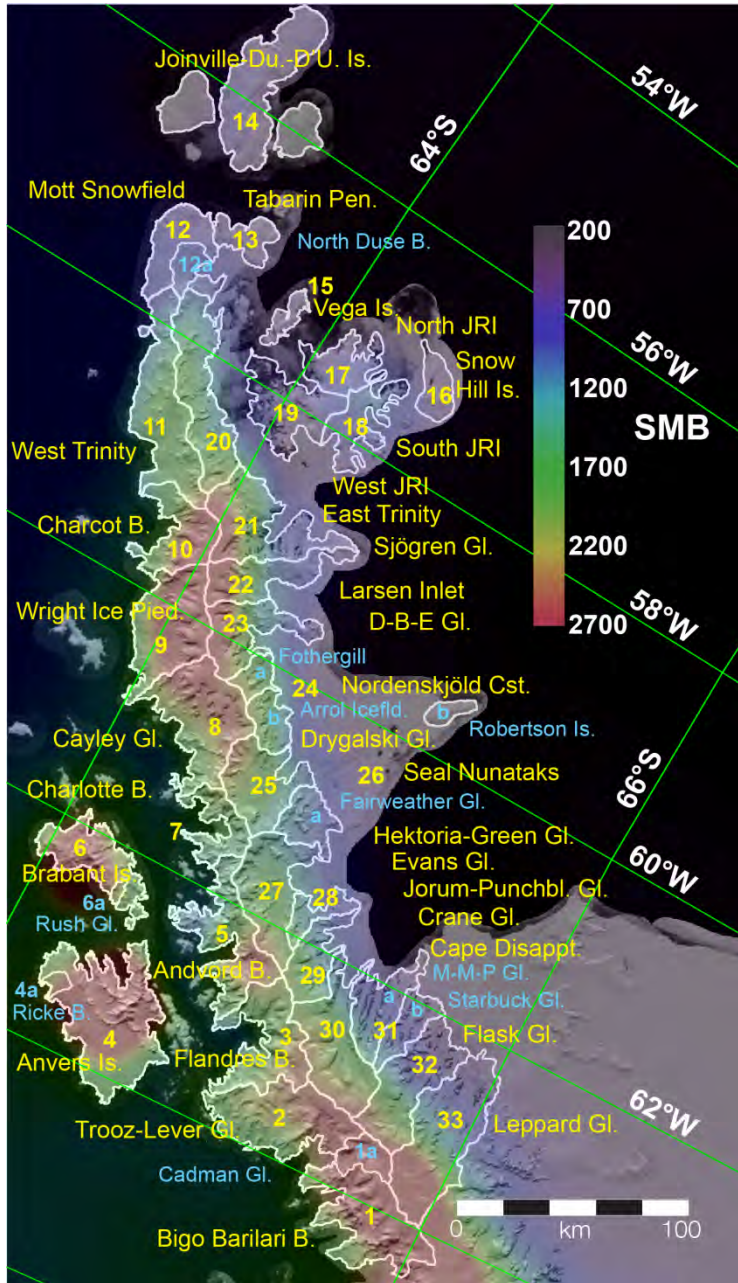 Joinville-Du.-D'U. Is.
54°W
14
64°S
Mott Snowfield
Tabarin Pen.
12
13
North Duse B.
12a
200
15
Vega Is.
North JRI
700
56°W
Snow
Hill Is.
17
16
1200
19
SMB
11
18
20
South JRI
West Trinity
1700
West JRI
East Trinity
Charcot B.
21
Sjögren Gl.
2200
10
22
Larsen Inlet
Wright Ice Pied.
23
D-B-E Gl.
2700
58°W
9
Fothergill
a
24
Nordenskjöld Cst.
8
b
Arrol Icefld.
b
Robertson Is.
Cayley Gl.
Drygalski Gl.
26
Seal Nunataks
66°S
25
Charlotte B.
Fairweather Gl.
a
7
Hektoria-Green Gl.
60°W
6
Evans Gl.
Brabant Is.
27
28
Jorum-Punchbl. Gl.
6a
Rush Gl.
Crane Gl.
5
Cape Disappt.
Andvord B.
29
M-M-P Gl.
4a
a
b
Starbuck Gl.
Ricke B.
30
31
Flask Gl.
4
3
32
Anvers Is.
Flandres B.
62°W
2
33
Leppard Gl.
Trooz-Lever Gl.
1a
Cadman Gl.
1
0 km 100
Bigo Barilari B.